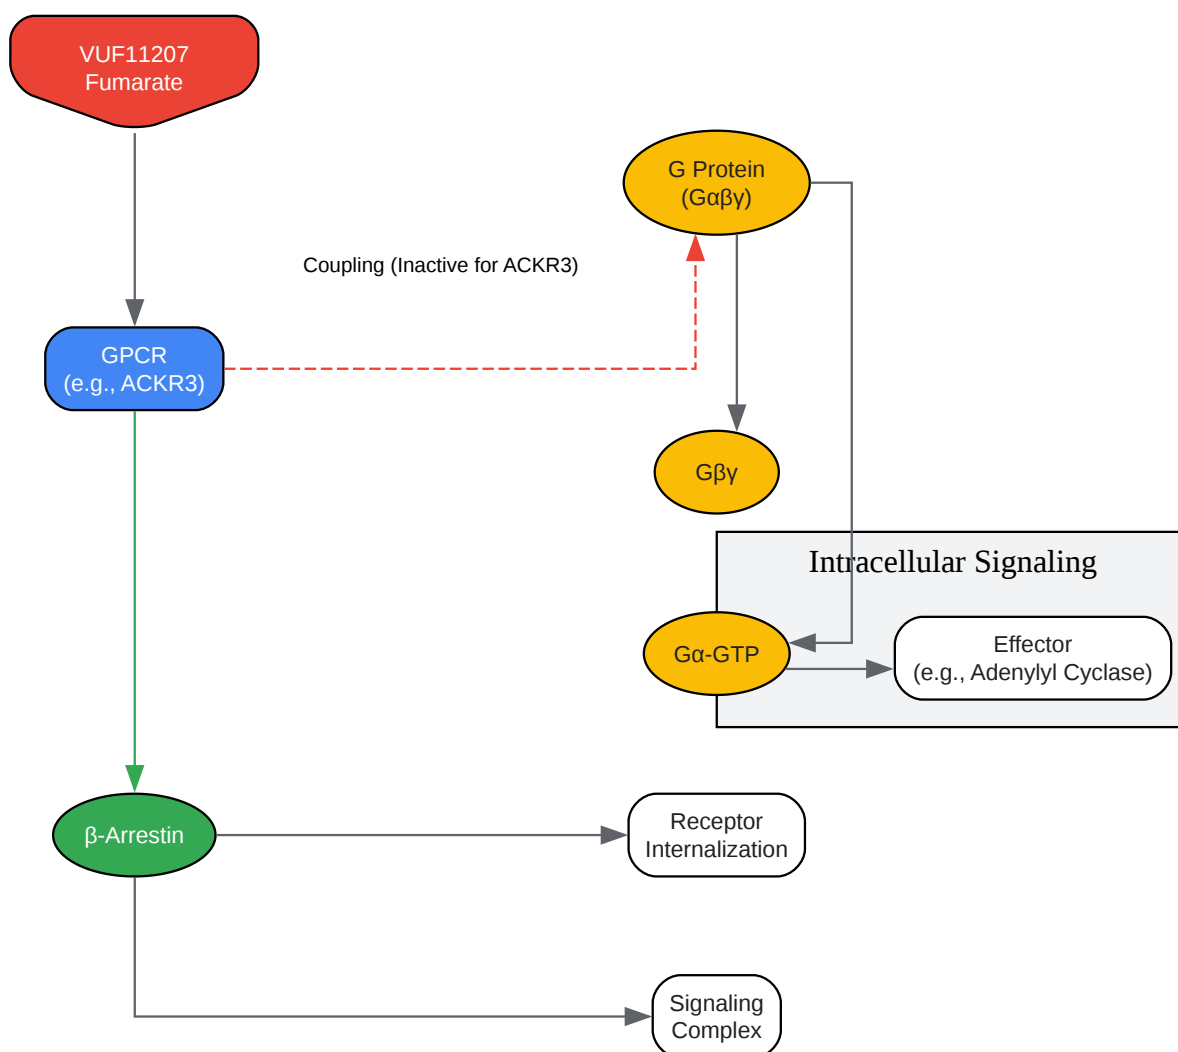 VUF11207
Fumarate
G Protein
(Gαβγ)
Coupling (Inactive for ACKR3)
GPCR
(e.g., ACKR3)
Gβγ
Intracellular Signaling
Gα-GTP
Effector
(e.g., Adenylyl Cyclase)
β-Arrestin
Receptor
Internalization
Signaling
Complex